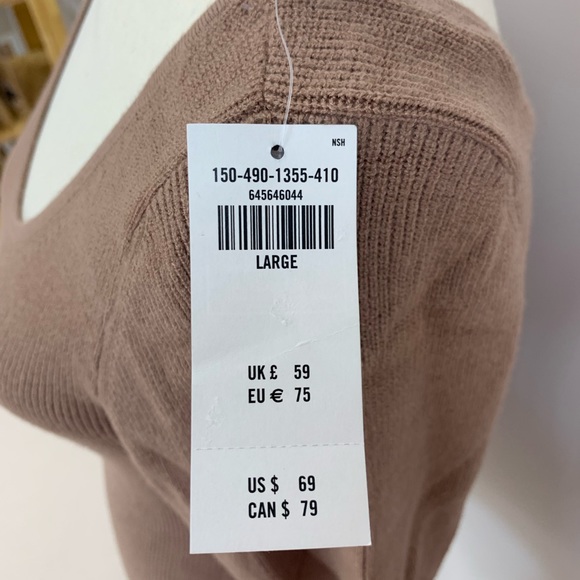 NSH
150-490-1355-410
645646044
LARGE
UK £ 59
EU € 75
US $ 69
CAN $ 79